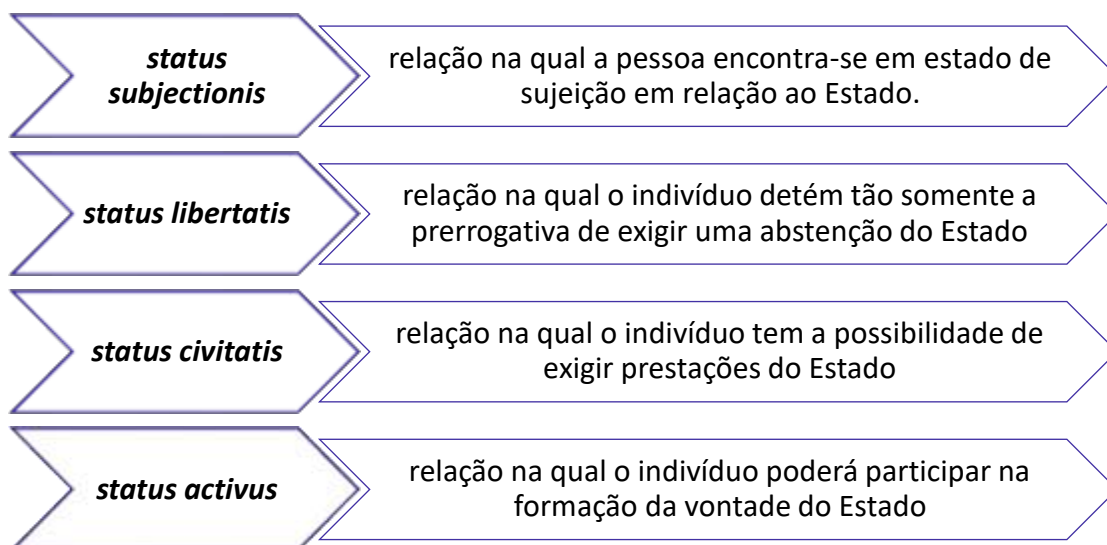 status
subjectionis
relação na qual a pessoa encontra-se em estado de
sujeição em relação ao Estado.
status libertatis
relação na qual o indivíduo detém tão somente a
prerrogativa de exigir uma abstenção do Estado
status civitatis
relação na qual o indivíduo tem a possibilidade de
exigir prestações do Estado
status activus
relação na qual o indivíduo poderá participar na
formação da vontade do Estado